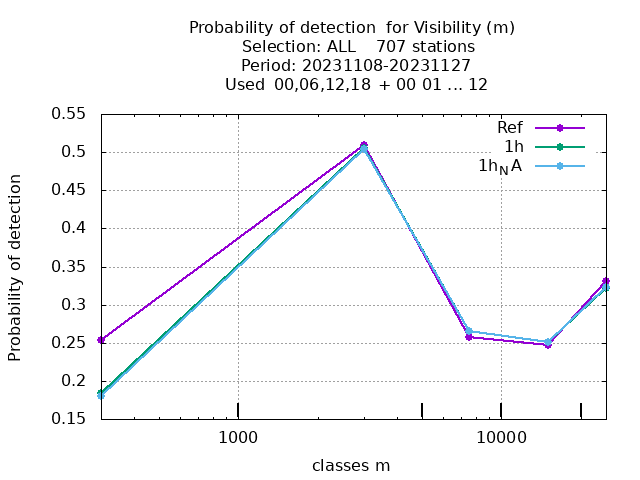 Probability of detection  for Visibility (m)
Selection: ALL    707 stations
Period: 20231108-20231127
Used  00,06,12,18 + 00 01 ... 12
Ref
1h
1h_NA
0.55
0.5
0.45
0.4
0.35
0.3
0.25
0.2
0.15
Probability of detection
1000
10000
classes m